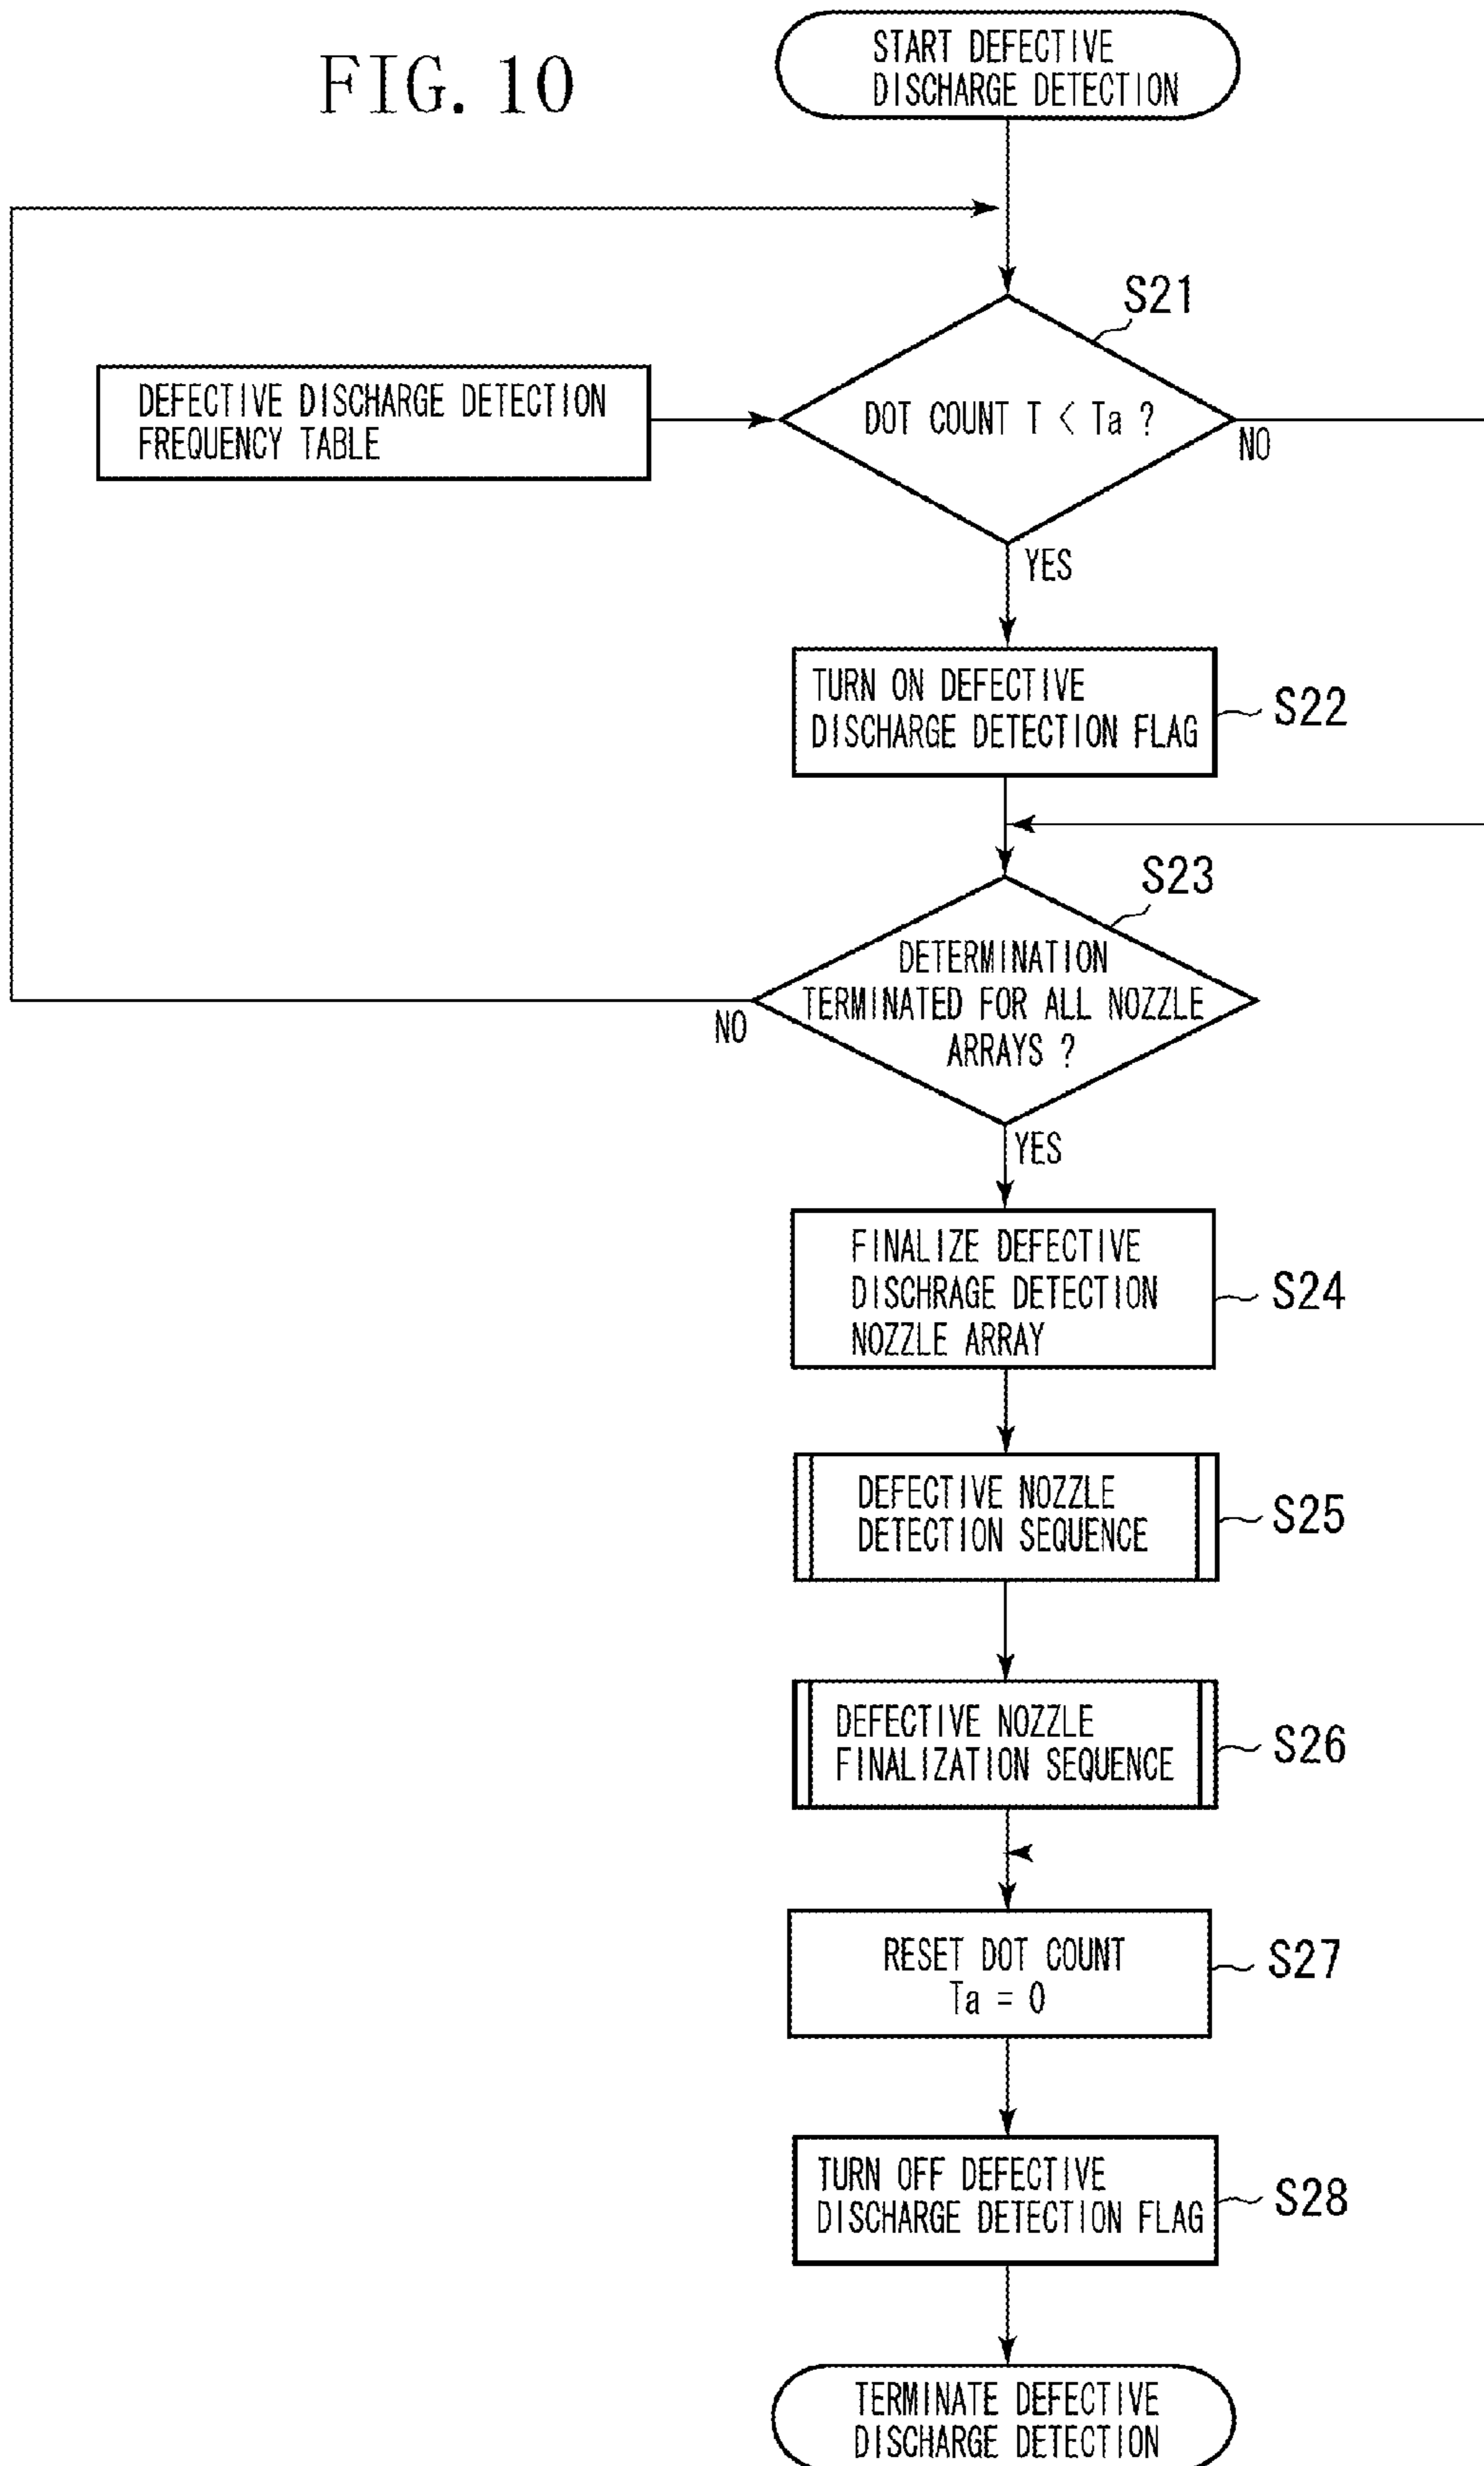 FIG. 10
START DEFECTIVE
DISCHARGE DETECTION
S21
DEFECTIVE DISCHARGE DETECTION
FREQUENCY TABLE
DOT COUNT T < Ta ?
NO
YES
TURN ON DEFECTIVE
DISCHARGE DETECTION FLAG
S22
S23
DETERMINATION
TERMINATED FOR ALL NOZZLE
ARRAYS ?
NO
YES
FINALIZE DEFECTIVE
DISCHRAGE DETECTION
NOZZLE ARRAY
S24
DEFECTIVE NOZZLE
DETECTION SEQUENCE
S25
DEFECTIVE NOZZLE
FINALIZATION SEQUENCE
S26
RESET DOT COUNT
Ta = 0
S27
TURN OFF DEFECTIVE
DISCHARGE DETECTION FLAG
S28
TERMINATE DEFECTIVE
DISCHARGE DETECTION